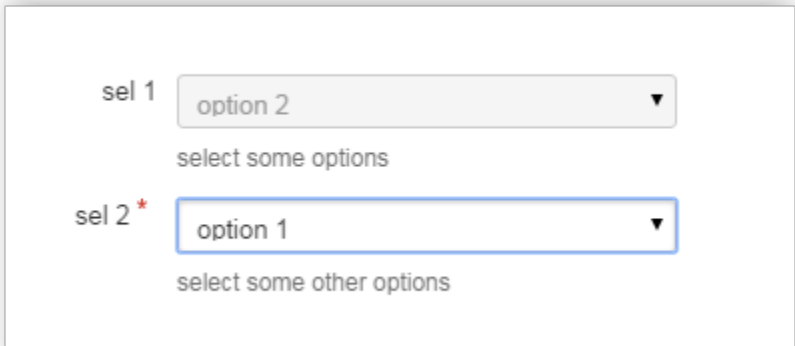 sel 1
option 2
select some options
sel 2 *
option 1
select some other options